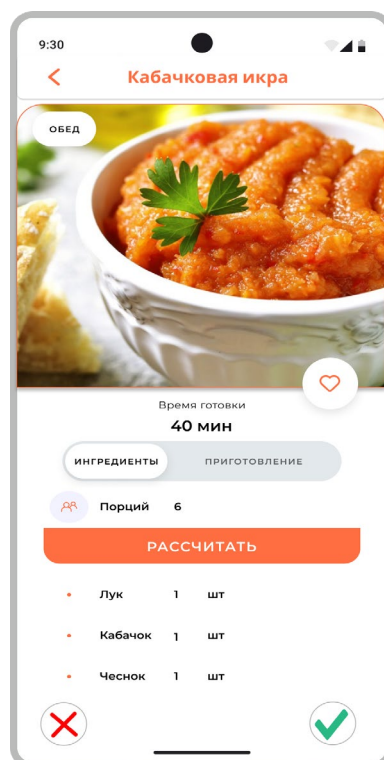 9:30
Кабачковая икра
ОБЕД
Время готовки
40 мин
ИНГРЕДИЕНТЫ ПРИГОТОВЛЕНИЕ
Порций 6
РАССЧИТАТЬ
Лук 1 шт
Кабачок 1 шт
Чеснок 1 шт